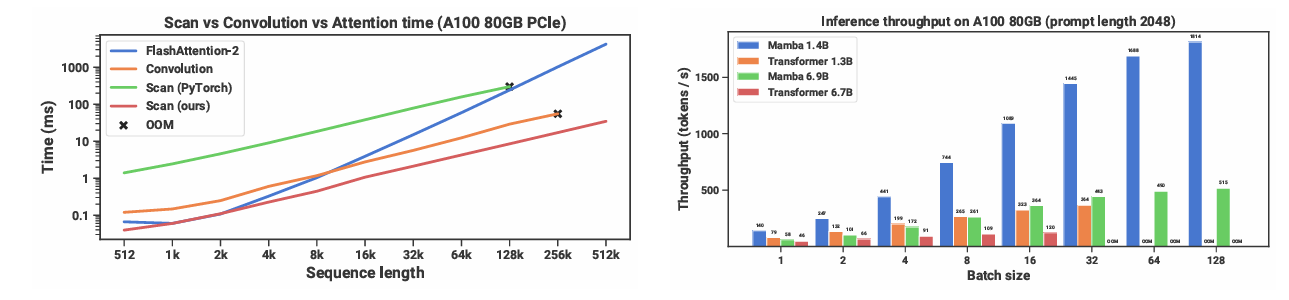 Scan vs Convolution vs Attention time (A100 80GB PCIe)
FlashAttention-2
Convolution
Scan (PyTorch)
Scan (ours)
OOM
Time (ms)
1000
100
10
1
0.1
512 1k 2k 4k 8k 16k 32k 64k 128k 256k 512k
Sequence length
Inference throughput on A100 80GB (prompt length 2048)
Mamba 1.4B
Transformer 1.3B
Mamba 6.9B
Transformer 6.7B
Throughput (tokens / s)
1500
1000
500
140 79 58 46
247 132 101 66
441 199 172 91
744 265 261 109
1089 323 364 120
1445 364 443 OOM
1688 OOM 490 OOM
1814 OOM 515 OOM
1 2 4 8 16 32 64 128
Batch size